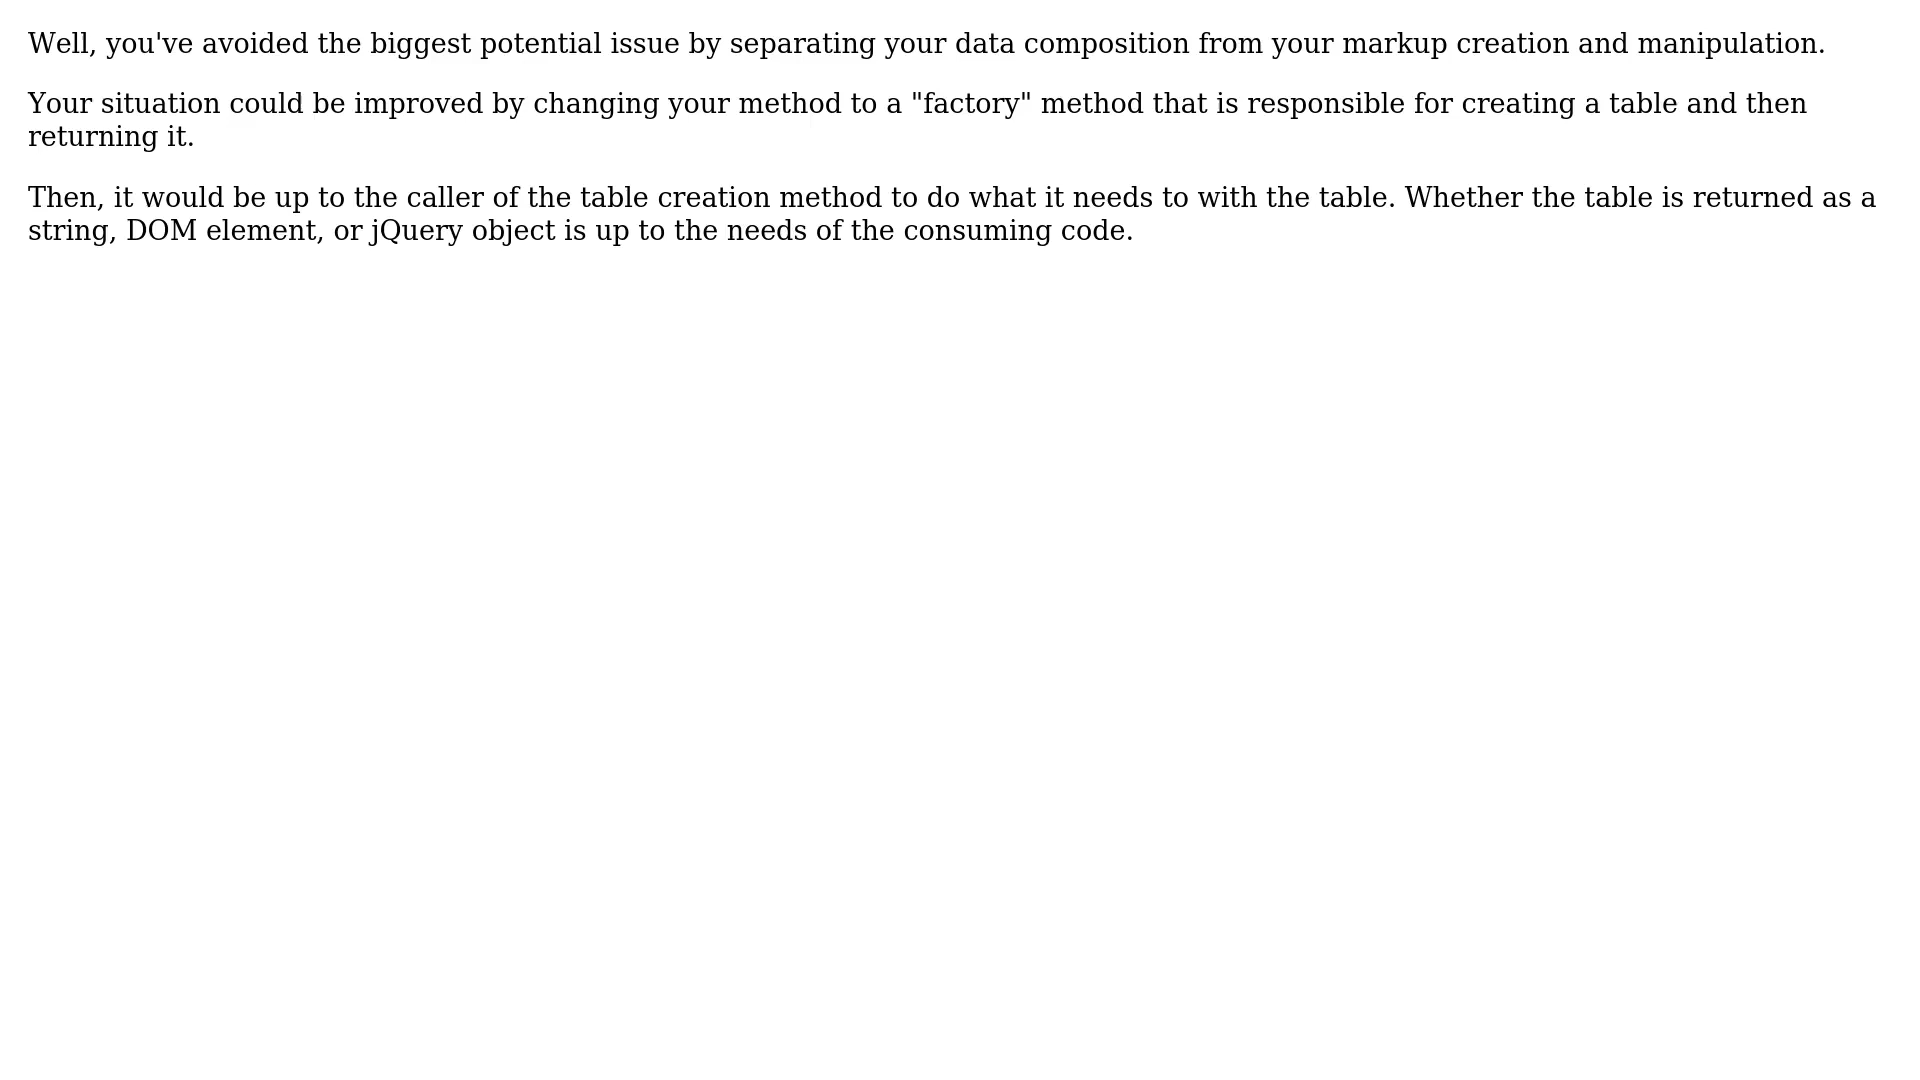 Well, you've avoided the biggest potential issue by separating your data composition from your markup creation and manipulation.
Your situation could be improved by changing your method to a "factory" method that is responsible for creating a table and then
returning it.
Then, it would be up to the caller of the table creation method to do what it needs to with the table. Whether the table is returned as a
string, DOM element, or jQuery object is up to the needs of the consuming code.